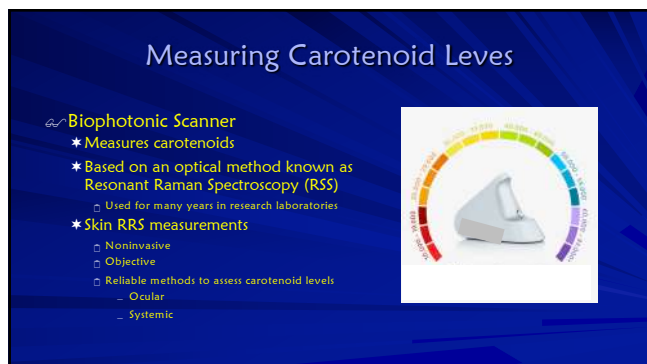 Measuring Carotenoid Leves
Biophotonic Scanner
Measures carotenoids
Based on an optical method known as
Resonant Raman Spectroscopy (RSS)
Used for many years in research laboratories
Skin RRS measurements
Noninvasive
Objective
Reliable methods to assess carotenoid levels
Ocular
Systemic